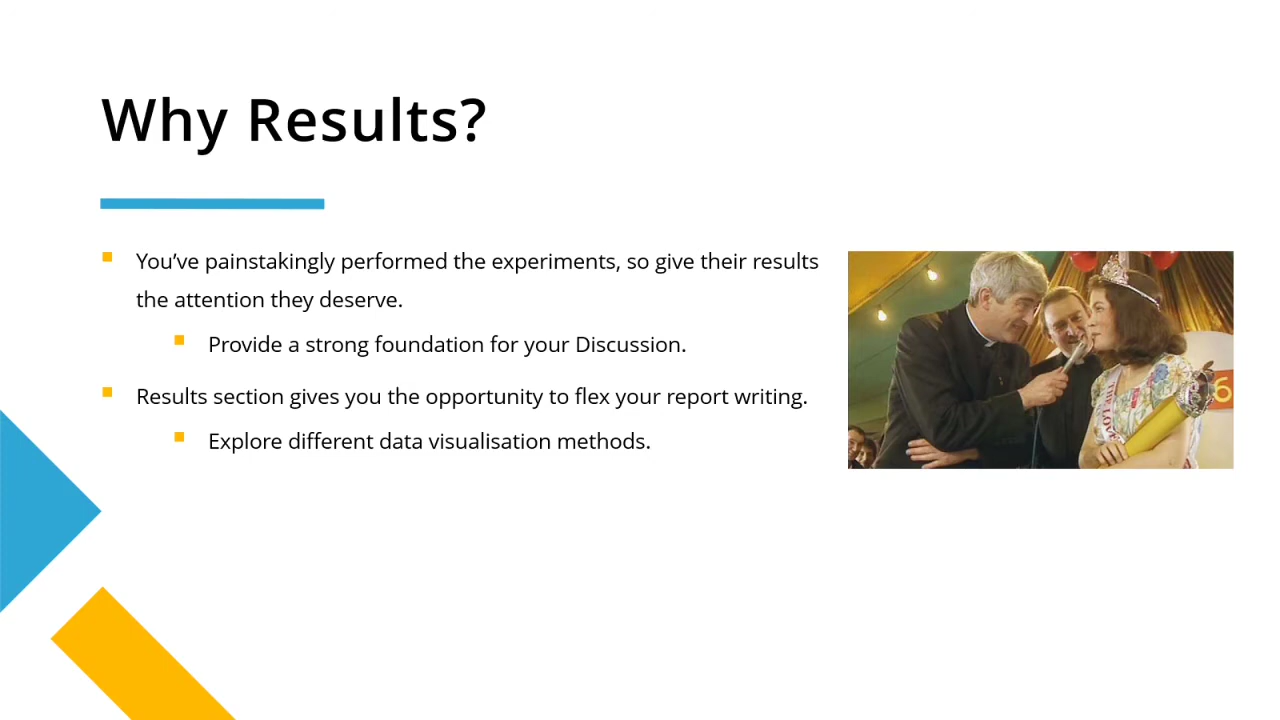 Why Results?
You’ve painstakingly performed the experiments, so give their results
the attention they deserve.
Provide a strong foundation for your Discussion.
Results section gives you the opportunity to flex your report writing.
Explore different data visualisation methods.
6